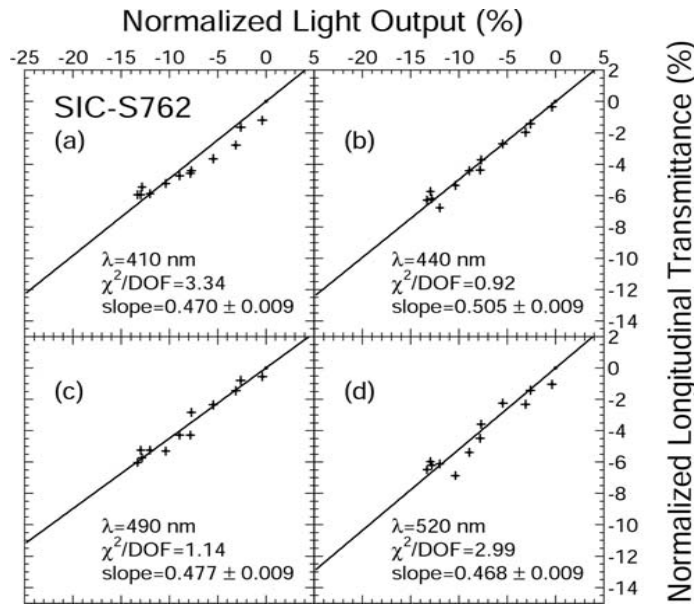 Normalized Light Output (%)
-25 -20 -15 -10 -5 0 5 -20 -15 -10 -5 0 5
SIC-S762
(a)
λ=410 nm
χ²/DOF=3.34
slope=0.470 ± 0.009
(b)
λ=440 nm
χ²/DOF=0.92
slope=0.505 ± 0.009
2
0
-2
-4
-6
-8
-10
-12
-14
(c)
λ=490 nm
χ²/DOF=1.14
slope=0.477 ± 0.009
(d)
λ=520 nm
χ²/DOF=2.99
slope=0.468 ± 0.009
2
0
-2
-4
-6
-8
-10
-12
-14
Normalized Longitudinal Transmittance (%)